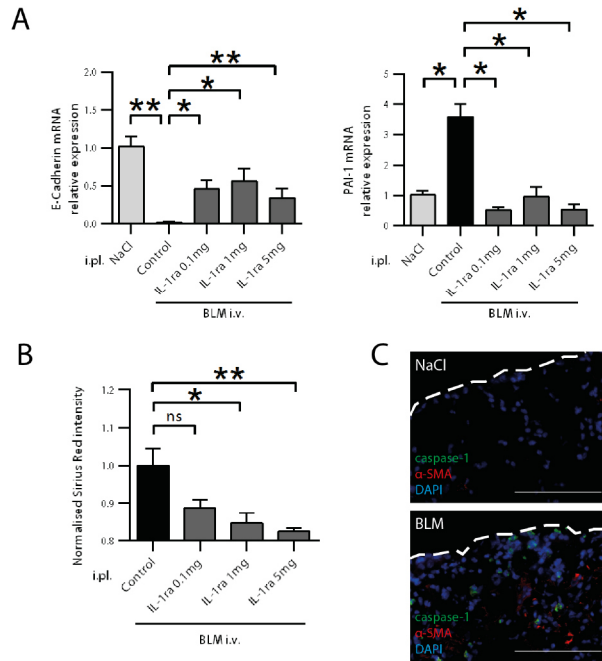 A
E-Cadherin mRNA
relative expression
2.0
1.5
1.0
0.5
0.0
**
*
*
**
i.pl.
NaCl
Control
IL-1ra 0.1mg
IL-1ra 1mg
IL-1ra 5mg
BLM i.v.
PAI-1 mRNA
relative expression
5
4
3
2
1
0
*
*
*
*
i.pl.
NaCl
Control
IL-1ra 0.1mg
IL-1ra 1mg
IL-1ra 5mg
BLM i.v.
B
Normalised Sirius Red intensity
1.2
1.1
1.0
0.9
0.8
**
*
ns
i.pl.
Control
IL-1ra 0.1mg
IL-1ra 1mg
IL-1ra 5mg
BLM i.v.
C
NaCl
caspase-1
α-SMA
DAPI
BLM
caspase-1
α-SMA
DAPI